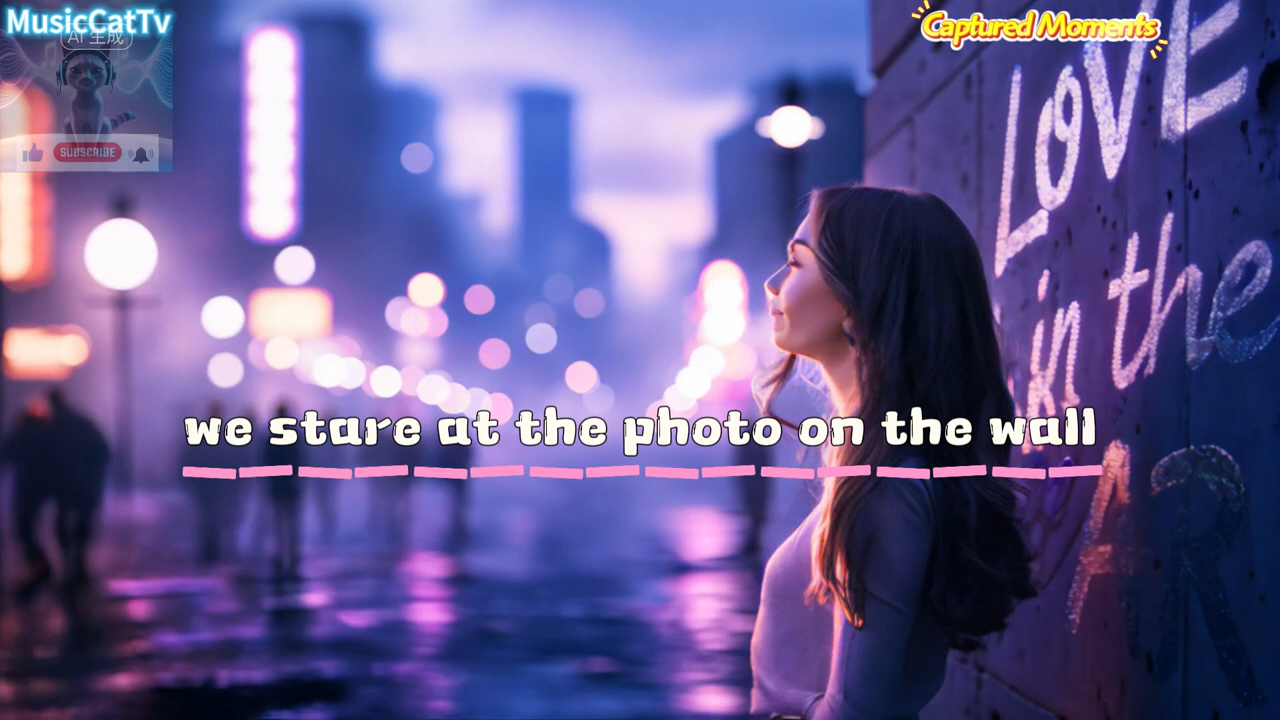 MusicCatTv
AI 生成
SUBSCRIBE
Captured Moments
LOVE
in the
AR
we stare at the photo on the wall